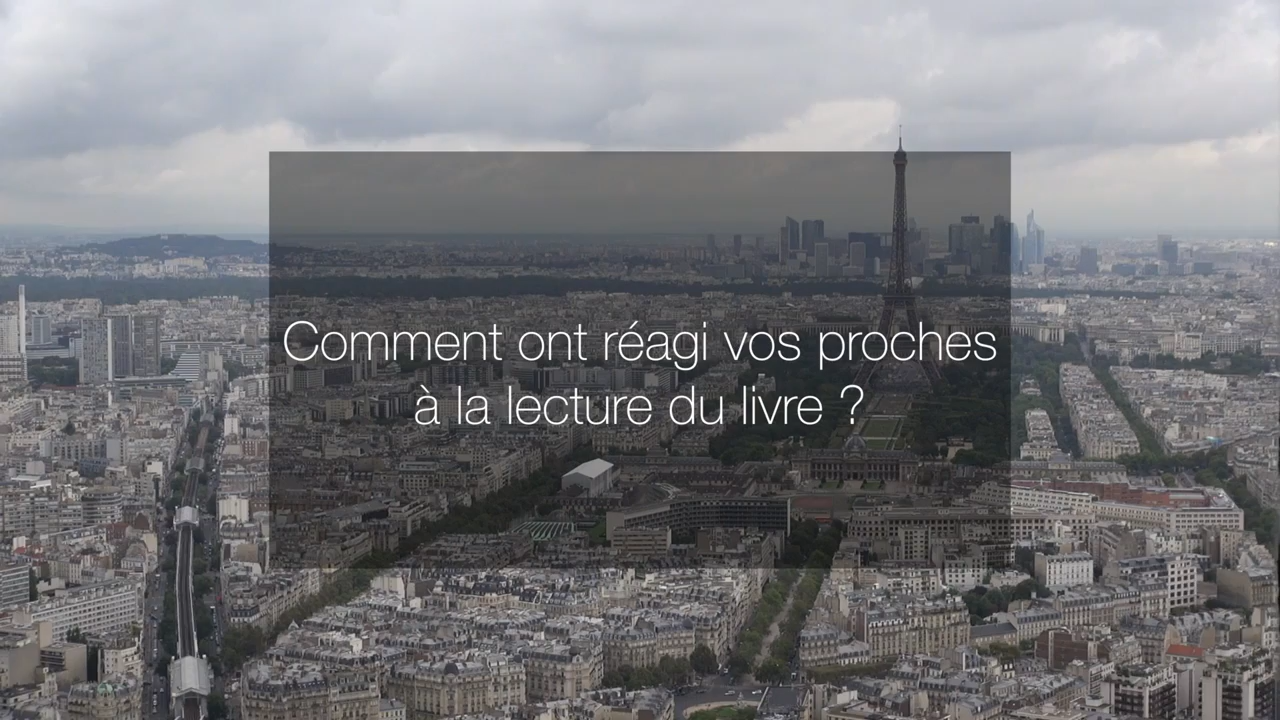 Comment ont réagi vos proches
à la lecture du livre ?